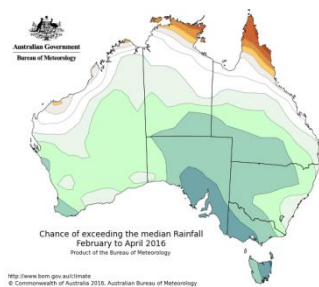 Australian Government
Bureau of Meteorology
Chance of exceeding the median Rainfall
February to April 2016
Product of the Bureau of Meteorology
http://www.bom.gov.au/climate
© Commonwealth of Australia 2016, Australian Bureau of Meteorology